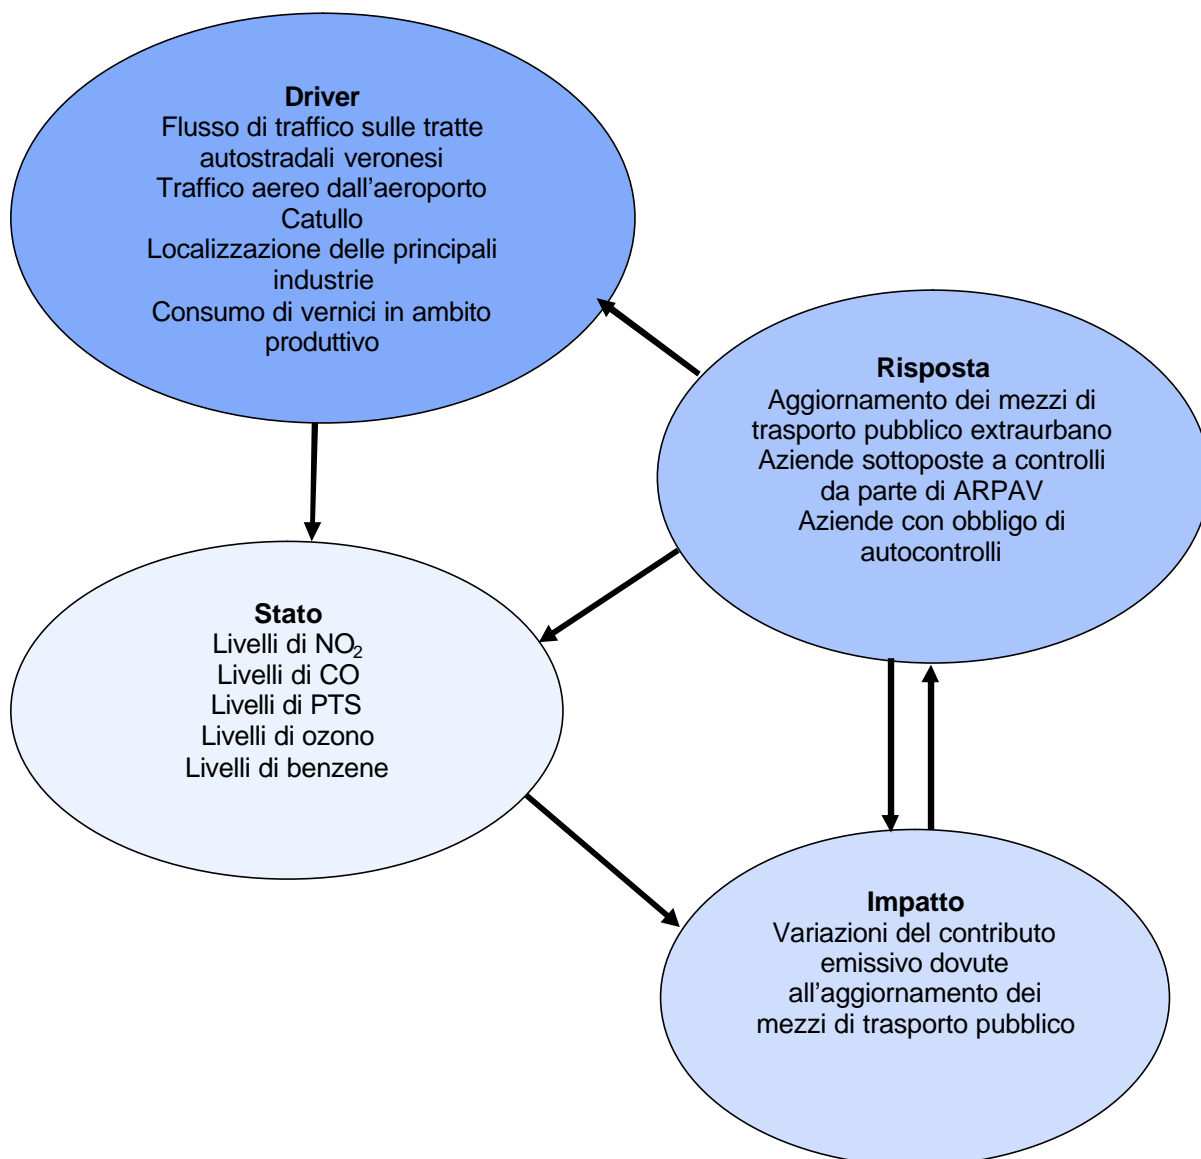 Driver
Flusso di traffico sulle tratte
autostradali veronesi
Traffico aereo dall'aeroporto
Catullo
Localizzazione delle principali
industrie
Consumo di vernici in ambito
produttivo
Risposta
Aggiornamento dei mezzi di
trasporto pubblico extraurbano
Aziende sottoposte a controlli
da parte di ARPAV
Aziende con obbligo di
autocontrolli
Stato
Livelli di NO₂
Livelli di CO
Livelli di PTS
Livelli di ozono
Livelli di benzene
Impatto
Variazioni del contributo
emissivo dovute
all'aggiornamento dei
mezzi di trasporto pubblico